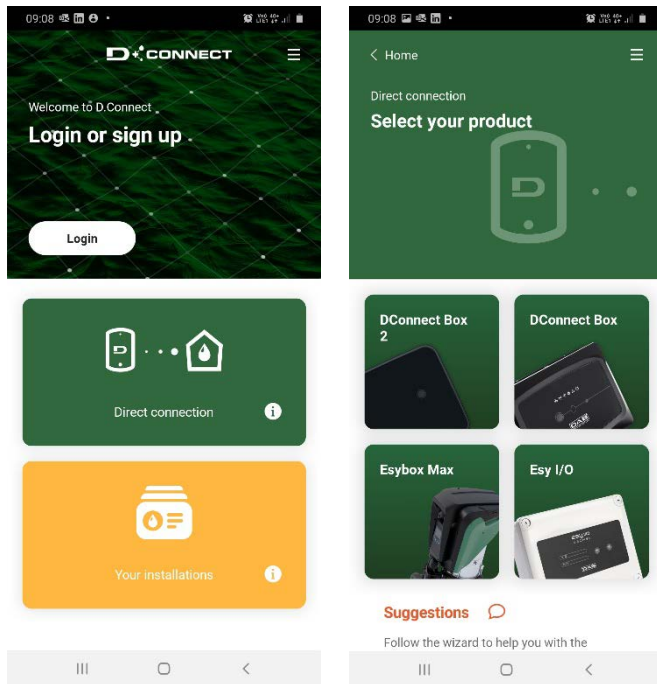 09:08
D+CONNECT
Welcome to D.Connect
Login or sign up
Login
Direct connection
Your installations
09:08
Home
Direct connection
Select your product
D
DConnect Box
2
DConnect Box
DAB
Esybox Max
Esy I/O
DAB
Suggestions
Follow the wizard to help you with the